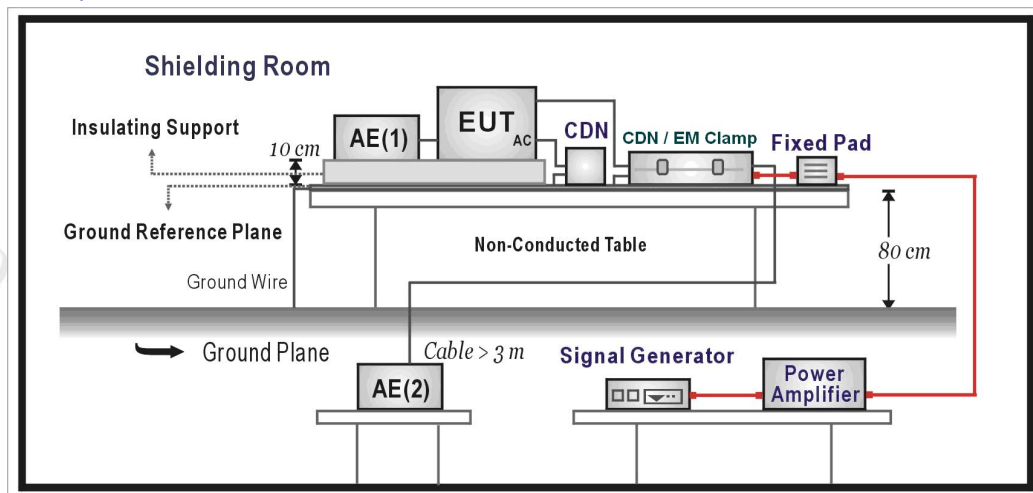 Shielding Room
Insulating Support
10 cm
AE(1)
EUT
AC
CDN
CDN / EM Clamp
Fixed Pad
Ground Reference Plane
Non-Conducted Table
80 cm
Ground Wire
Ground Plane
Cable > 3 m
AE(2)
Signal Generator
Power
Amplifier